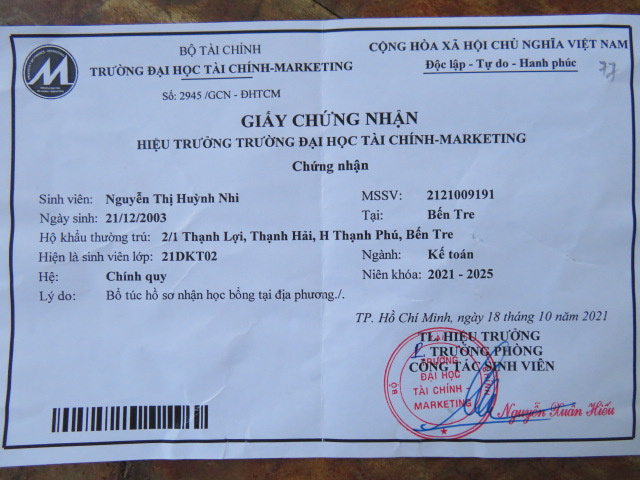 BỘ TÀI CHÍNH
TRƯỜNG ĐẠI HỌC TÀI CHÍNH-MARKETING
Số: 2945 /GCN - ĐHTCM
CỘNG HÒA XÃ HỘI CHỦ NGHĨA VIỆT NAM
Độc lập - Tự do - Hanh phúc
77
GIẤY CHỨNG NHẬN
HIỆU TRƯỞNG TRƯỜNG ĐẠI HỌC TÀI CHÍNH-MARKETING
Chứng nhận
Sinh viên: Nguyễn Thị Huỳnh Nhi MSSV: 2121009191
Ngày sinh: 21/12/2003 Tại: Bến Tre
Hộ khẩu thường trú: 2/1 Thạnh Lợi, Thạnh Hải, H Thạnh Phú, Bến Tre
Hiện là sinh viên lớp: 21DKT02 Ngành: Kế toán
Hệ: Chính quy Niên khóa: 2021 - 2025
Lý do: Bổ túc hồ sơ nhận học bổng tại địa phương./.
TP. Hồ Chí Minh, ngày 18 tháng 10 năm 2021
TL HIỆU TRƯỞNG
TRƯỞNG PHÒNG
CÔNG TÁC SINH VIÊN
TRƯỜNG
ĐẠI HỌC
TÀI CHÍNH
MARKETING
Nguyễn Xuân Hiếu